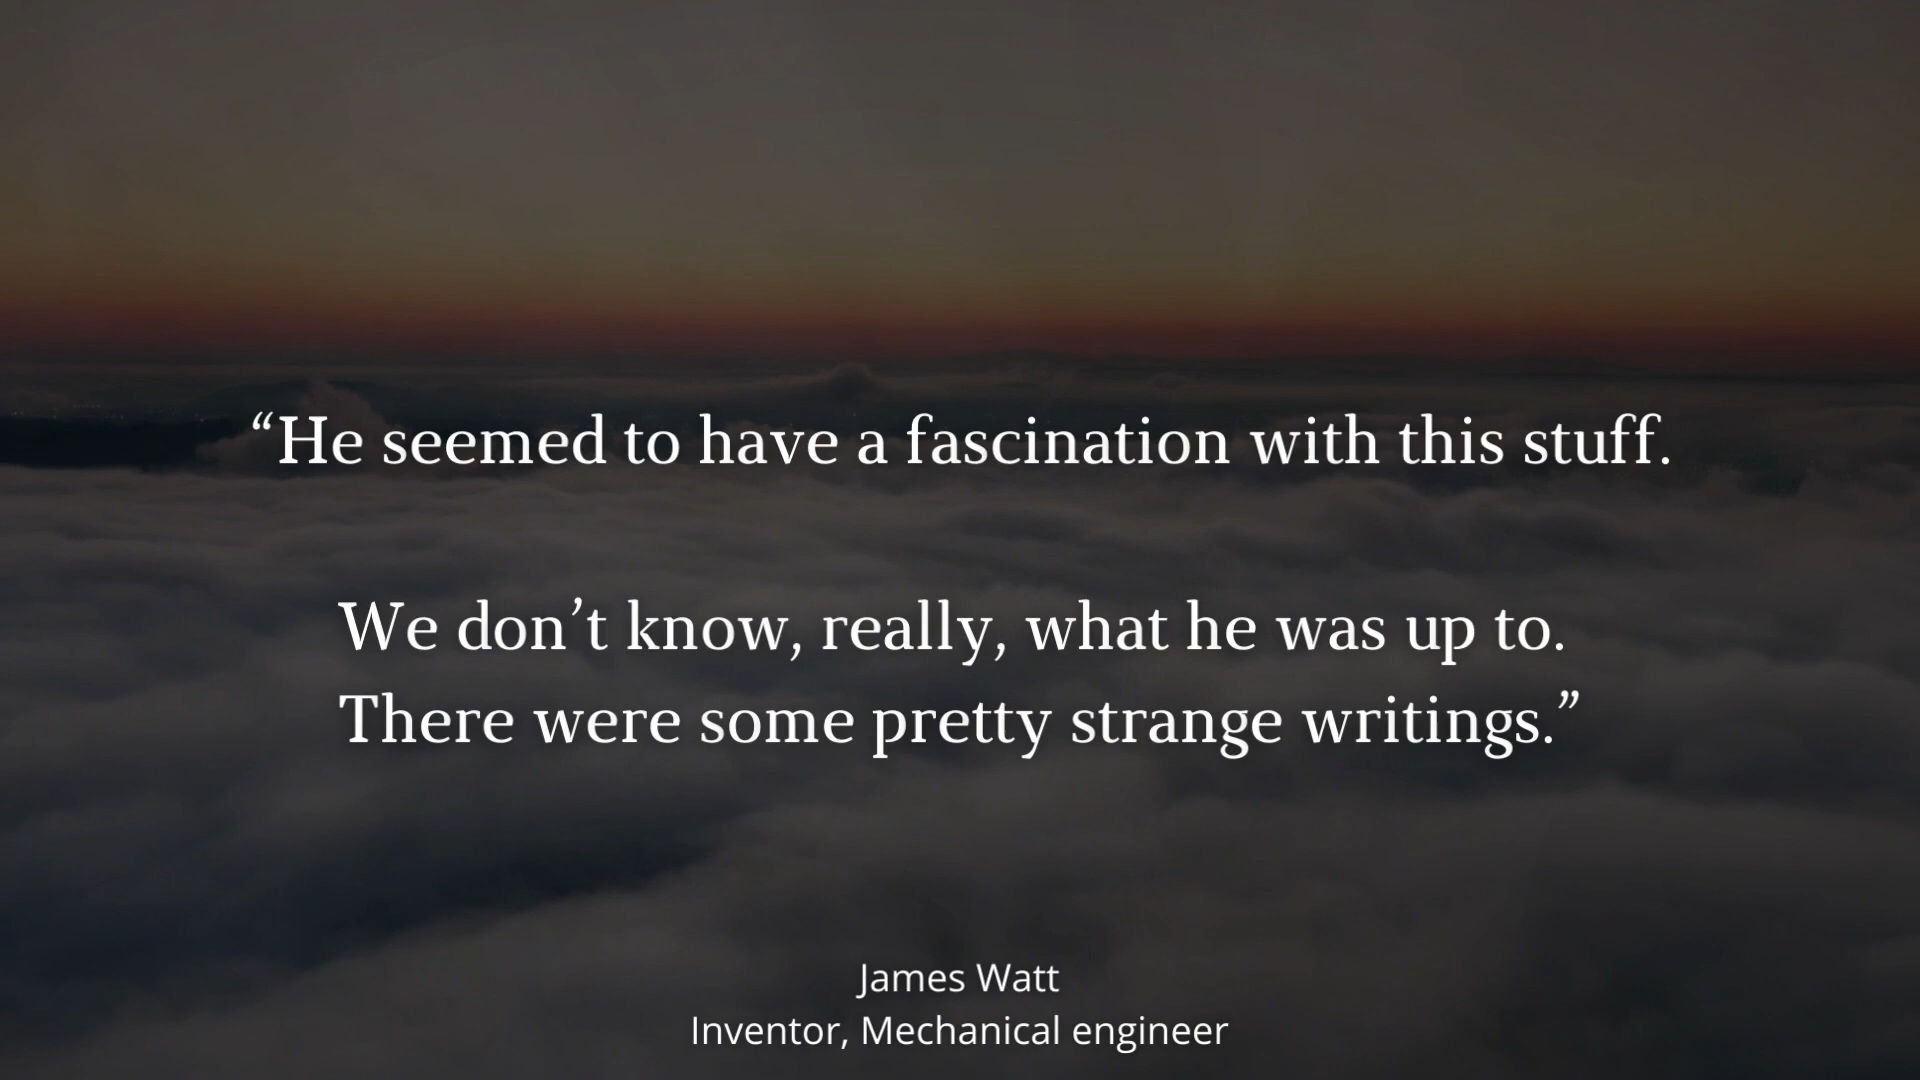 “He seemed to have a fascination with this stuff.
We don’t know, really, what he was up to.
There were some pretty strange writings.”
James Watt
Inventor, Mechanical engineer